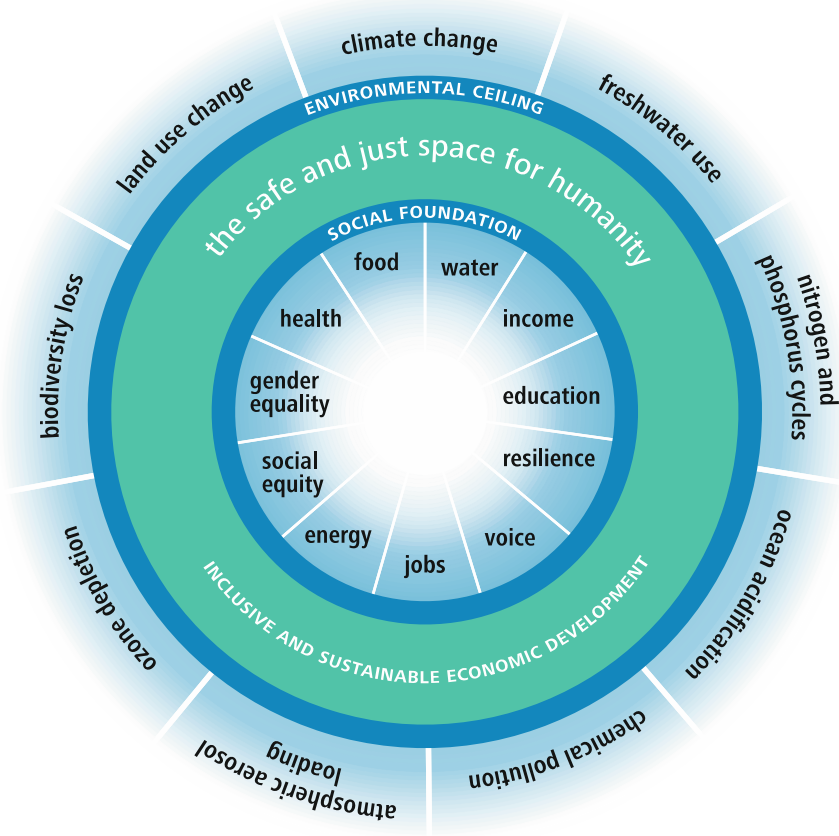 climate change
freshwater use
nitrogen and
phosphorus cycles
ocean acidification
chemical pollution
atmospheric aerosol
loading
ozone depletion
biodiversity loss
land use change
ENVIRONMENTAL CEILING
the safe and just space for humanity
SOCIAL FOUNDATION
water
income
education
resilience
voice
jobs
energy
social
equity
gender
equality
health
food
INCLUSIVE AND SUSTAINABLE ECONOMIC DEVELOPMENT